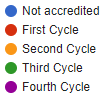 Not accredited
First Cycle
Second Cycle
Third Cycle
Fourth Cycle